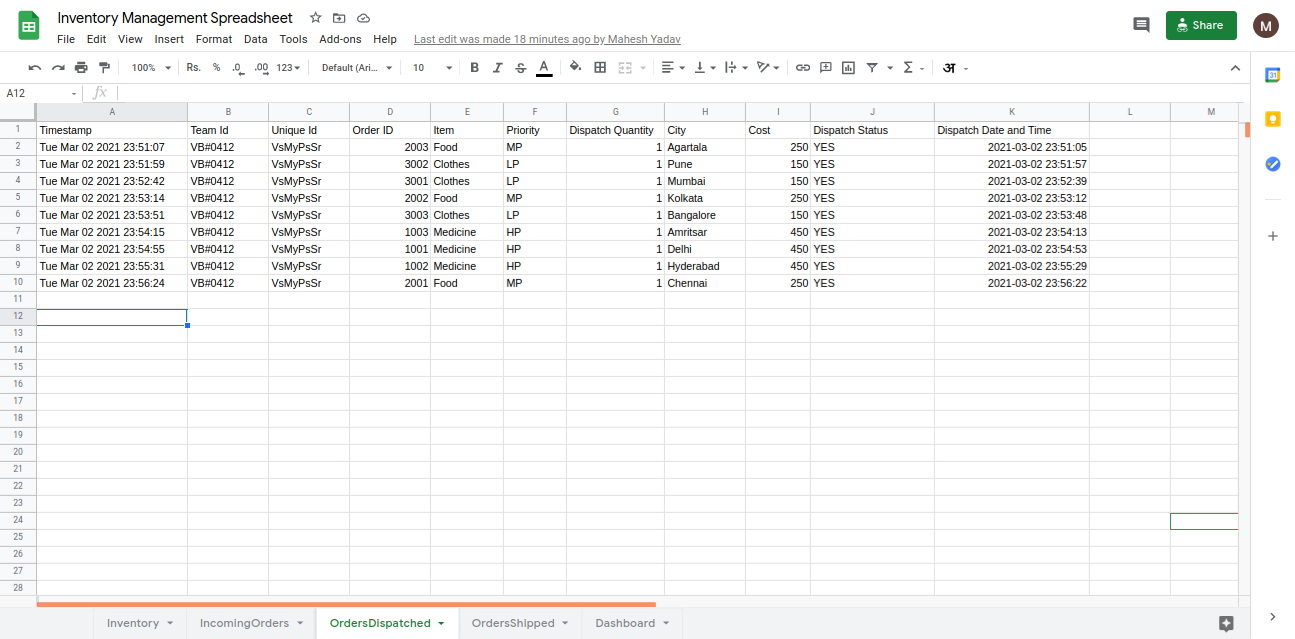 Inventory Management Spreadsheet
File Edit View Insert Format Data Tools Add-ons Help Last edit was made 18 minutes ago by Mahesh Yadav
Share
M
100% Rs. % .0 .00 123 Default (Ari... 10 B I S A Σ अ
31
A12 fx
A B C D E F G H I J K L M
1 Timestamp Team Id Unique Id Order ID Item Priority Dispatch Quantity City Cost Dispatch Status Dispatch Date and Time
2 Tue Mar 02 2021 23:51:07 VB#0412 VsMyPsSr 2003 Food MP 1 Agartala 250 YES 2021-03-02 23:51:05
3 Tue Mar 02 2021 23:51:59 VB#0412 VsMyPsSr 3002 Clothes LP 1 Pune 150 YES 2021-03-02 23:51:57
4 Tue Mar 02 2021 23:52:42 VB#0412 VsMyPsSr 3001 Clothes LP 1 Mumbai 150 YES 2021-03-02 23:52:39
5 Tue Mar 02 2021 23:53:14 VB#0412 VsMyPsSr 2002 Food MP 1 Kolkata 250 YES 2021-03-02 23:53:12
6 Tue Mar 02 2021 23:53:51 VB#0412 VsMyPsSr 3003 Clothes LP 1 Bangalore 150 YES 2021-03-02 23:53:48
7 Tue Mar 02 2021 23:54:15 VB#0412 VsMyPsSr 1003 Medicine HP 1 Amritsar 450 YES 2021-03-02 23:54:13
8 Tue Mar 02 2021 23:54:55 VB#0412 VsMyPsSr 1001 Medicine HP 1 Delhi 450 YES 2021-03-02 23:54:53
9 Tue Mar 02 2021 23:55:31 VB#0412 VsMyPsSr 1002 Medicine HP 1 Hyderabad 450 YES 2021-03-02 23:55:29
10 Tue Mar 02 2021 23:56:24 VB#0412 VsMyPsSr 2001 Food MP 1 Chennai 250 YES 2021-03-02 23:56:22
11
12
13
14
15
16
17
18
19
20
21
22
23
24
25
26
27
28
Inventory IncomingOrders OrdersDispatched OrdersShipped Dashboard